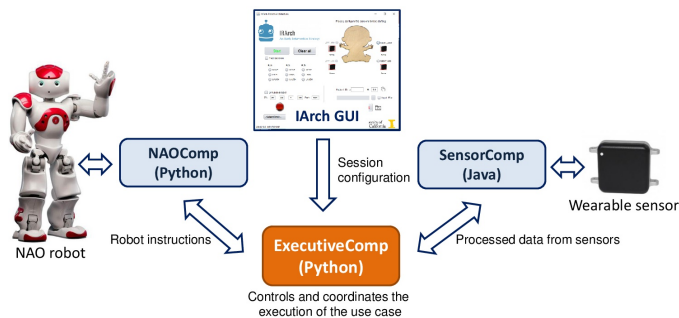 IArch
IArch GUI
NAOComp
(Python)
Session
configuration
SensorComp
(Java)
Wearable sensor
NAO robot
Robot instructions
ExecutiveComp
(Python)
Processed data from sensors
Controls and coordinates the
execution of the use case